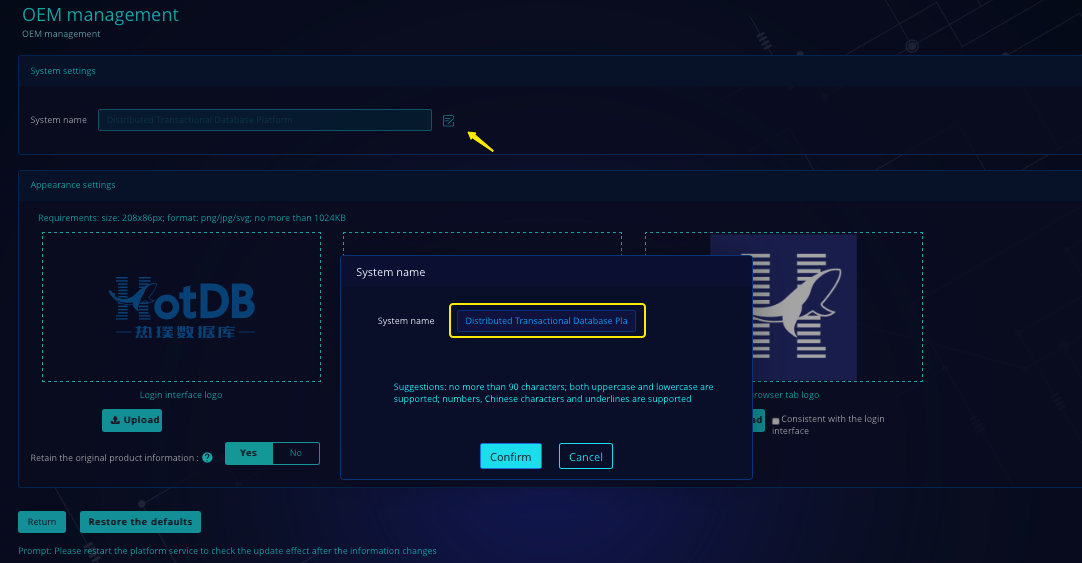 OEM management
OEM management
System settings
System name
Distributed Transactional Database Platform
Appearance settings
Requirements: size: 208x86px; format: png/jpg/svg; no more than 1024KB
HotDB
热璞数据库
Login interface logo
Upload
Retain the original product information :
?
Yes
No
System name
System name
Distributed Transactional Database Pla
Suggestions: no more than 90 characters; both uppercase and lowercase are
supported; numbers, Chinese characters and underlines are supported
Confirm
Cancel
rowser tab logo
Consistent with the login
interface
Return
Restore the defaults
Prompt: Please restart the platform service to check the update effect after the information changes